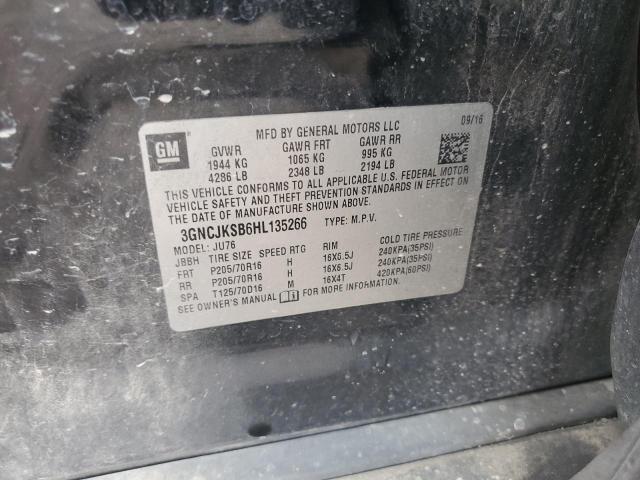 MFD BY GENERAL MOTORS LLC 09/16
GM GVWR GAWR FRT GAWR RR
1944 KG 1065 KG 995 KG
4286 LB 2348 LB 2194 LB
THIS VEHICLE CONFORMS TO ALL APPLICABLE U.S. FEDERAL MOTOR
VEHICLE SAFETY AND THEFT PREVENTION STANDARDS IN EFFECT ON
THE DATE OF MANUFACTURE SHOWN ABOVE.
3GNCJKSB6HL135266 TYPE: M.P.V.
MODEL: JU76
JBBH TIRE SIZE SPEED RTG RIM COLD TIRE PRESSURE
FRT P205/70R16 H 16X6.5J 240KPA(35PSI)
RR P205/70R16 H 16X6.5J 240KPA(35PSI)
SPA T125/70D16 M 16X4T 420KPA(60PSI)
SEE OWNER'S MANUAL FOR MORE INFORMATION.